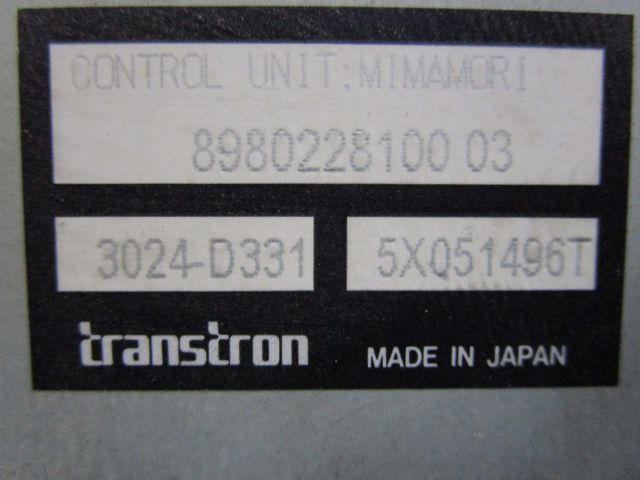 CONTROL UNIT;MIMAMORI
8980228100 03
3024-D331
5XQ51496T
transtron
MADE IN JAPAN